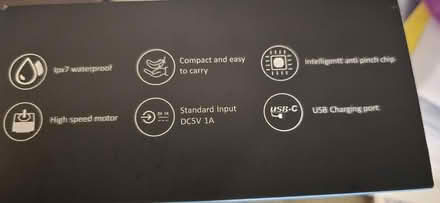 Ipx7 waterproof
Compact and easy
to carry
intelligentt anti pinch chip
High speed motor
Standard Input
DC5V 1A
USB-C
USB Charging port